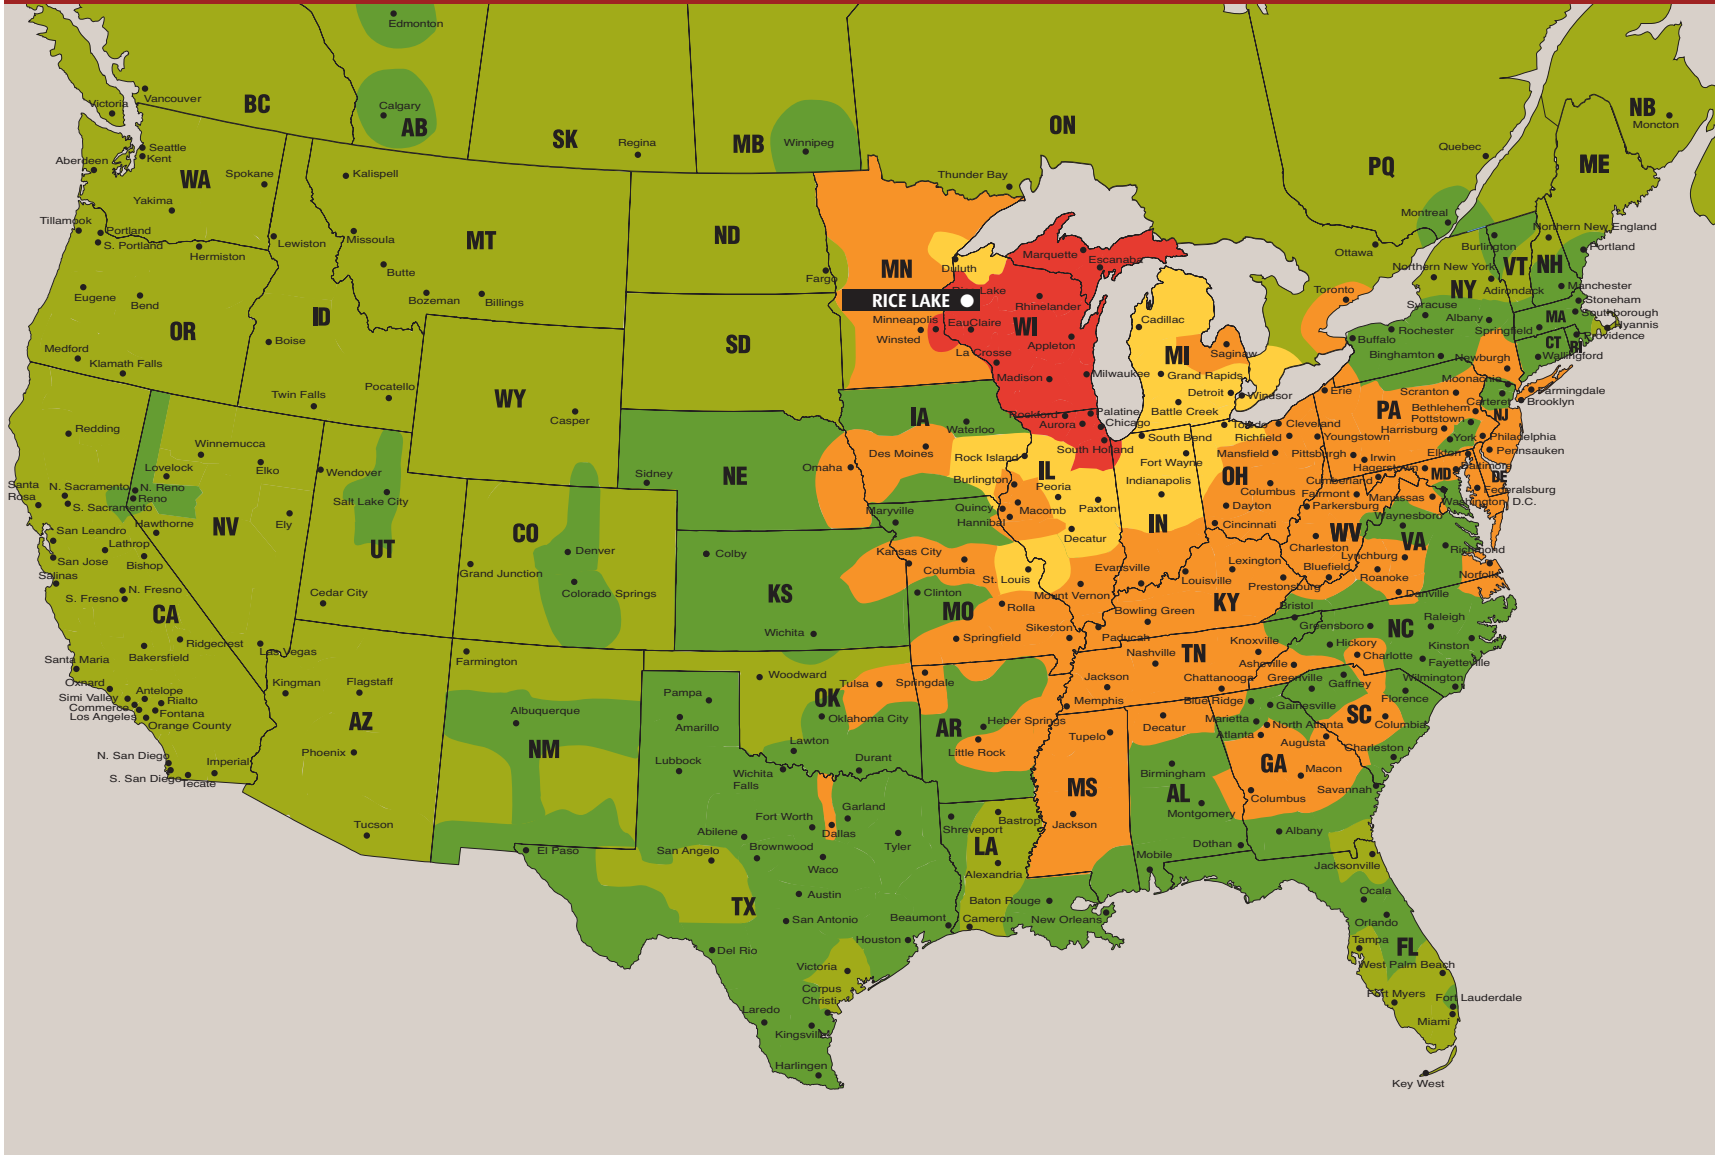 Edmonton
Calgary
AB
Vancouver
Victoria
BC
SK
Regina
MB
Winnipeg
ON
Thunder Bay
PQ
Quebec
Montreal
Ottawa
Toronto
NB
Moncton
ME
Seattle
Kent
Aberdeen
WA
Spokane
Yakima
Tillamook
Portland
S. Portland
Hermiston
Lewiston
Eugene
Bend
OR
Medford
Klamath Falls
Kalispell
Missoula
MT
Butte
Bozeman
Billings
ID
Boise
Twin Falls
Pocatello
WY
Casper
ND
Fargo
SD
MN
Duluth
Rice Lake
RICE LAKE
Minneapolis
Winsted
EauClaire
La Crosse
WI
Marquette
Escanaba
Rhinelander
Appleton
Madison
Milwaukee
Cadillac
MI
Saginaw
Grand Rapids
Detroit
Windsor
Battle Creek
Burlington
Northern New England
Portland
Northern New York
VT
NH
NY
Adirondack
Manchester
Stoneham
Southborough
Hyannis
Syracuse
Albany
MA
Springfield
Providence
Rochester
CT
RI
Buffalo
Binghamton
Newburgh
Wallingford
Moonachie
Farmingdale
Brooklyn
Erie
Scranton
Carteret
PA
Bethlehem
NJ
Pottstown
Harrisburg
York
Philadelphia
Pennsauken
Elkton
Pittsburgh
Irwin
Youngstown
Hagerstown
Cumberland
MD
Baltimore
DE
Federalsburg
Washington, D.C.
Manassas
Fairmont
Parkersburg
WV
Charleston
Bluefield
Waynesboro
VA
Richmond
Lynchburg
Roanoke
Norfolk
Danville
Redding
Santa
Rosa
N. Sacramento
S. Sacramento
San Leandro
Lathrop
San Jose
Salinas
Bishop
N. Fresno
S. Fresno
CA
Ridgecrest
Bakersfield
Santa Maria
Oxnard
Simi Valley
Antelope
Rialto
Commerce
Fontana
Los Angeles
Orange County
N. San Diego
S. San Diego
Tecate
Imperial
Winnemucca
Lovelock
Elko
N. Reno
Reno
Hawthorne
NV
Ely
Las Vegas
Wendover
Salt Lake City
UT
Cedar City
CO
Denver
Grand Junction
Colorado Springs
Kingman
Flagstaff
AZ
Phoenix
Tucson
Farmington
Albuquerque
NM
Sidney
NE
Omaha
Colby
KS
Wichita
IA
Waterloo
Des Moines
Rock Island
Burlington
Maryville
Quincy
Hannibal
Kansas City
Columbia
St. Louis
Clinton
MO
Rolla
Springfield
Sikeston
Rockford
Palatine
Aurora
Chicago
South Holland
IL
Peoria
Macomb
Paxton
Decatur
Mount Vernon
South Bend
Fort Wayne
Indianapolis
IN
Evansville
Toledo
Cleveland
Richfield
Mansfield
OH
Columbus
Dayton
Cincinnati
Lexington
Louisville
Prestonsburg
KY
Bowling Green
Paducah
Nashville
TN
Knoxville
Bristol
Jackson
Chattanooga
Memphis
Greensboro
NC
Raleigh
Hickory
Kinston
Charlotte
Fayetteville
Asheville
Wilmington
Greenville
Gaffney
Florence
SC
Columbia
Charleston
Blue Ridge
Gainesville
Marietta
North Atlanta
Atlanta
Augusta
GA
Macon
Columbus
Savannah
Albany
Decatur
Birmingham
AL
Montgomery
Dothan
Mobile
Tupelo
MS
Jackson
Springdale
AR
Heber Springs
Little Rock
Woodward
OK
Tulsa
Oklahoma City
Lawton
Durant
Pampa
Amarillo
Lubbock
Wichita
Falls
Fort Worth
Garland
Dallas
Abilene
Tyler
Brownwood
San Angelo
Waco
El Paso
TX
Austin
San Antonio
Beaumont
Houston
Del Rio
Victoria
Corpus
Christi
Laredo
Kingsville
Harlingen
Shreveport
Bastrop
LA
Alexandria
Baton Rouge
Cameron
New Orleans
Jacksonville
Ocala
Orlando
Tampa
FL
West Palm Beach
Fort Myers
Fort Lauderdale
Miami
Key West